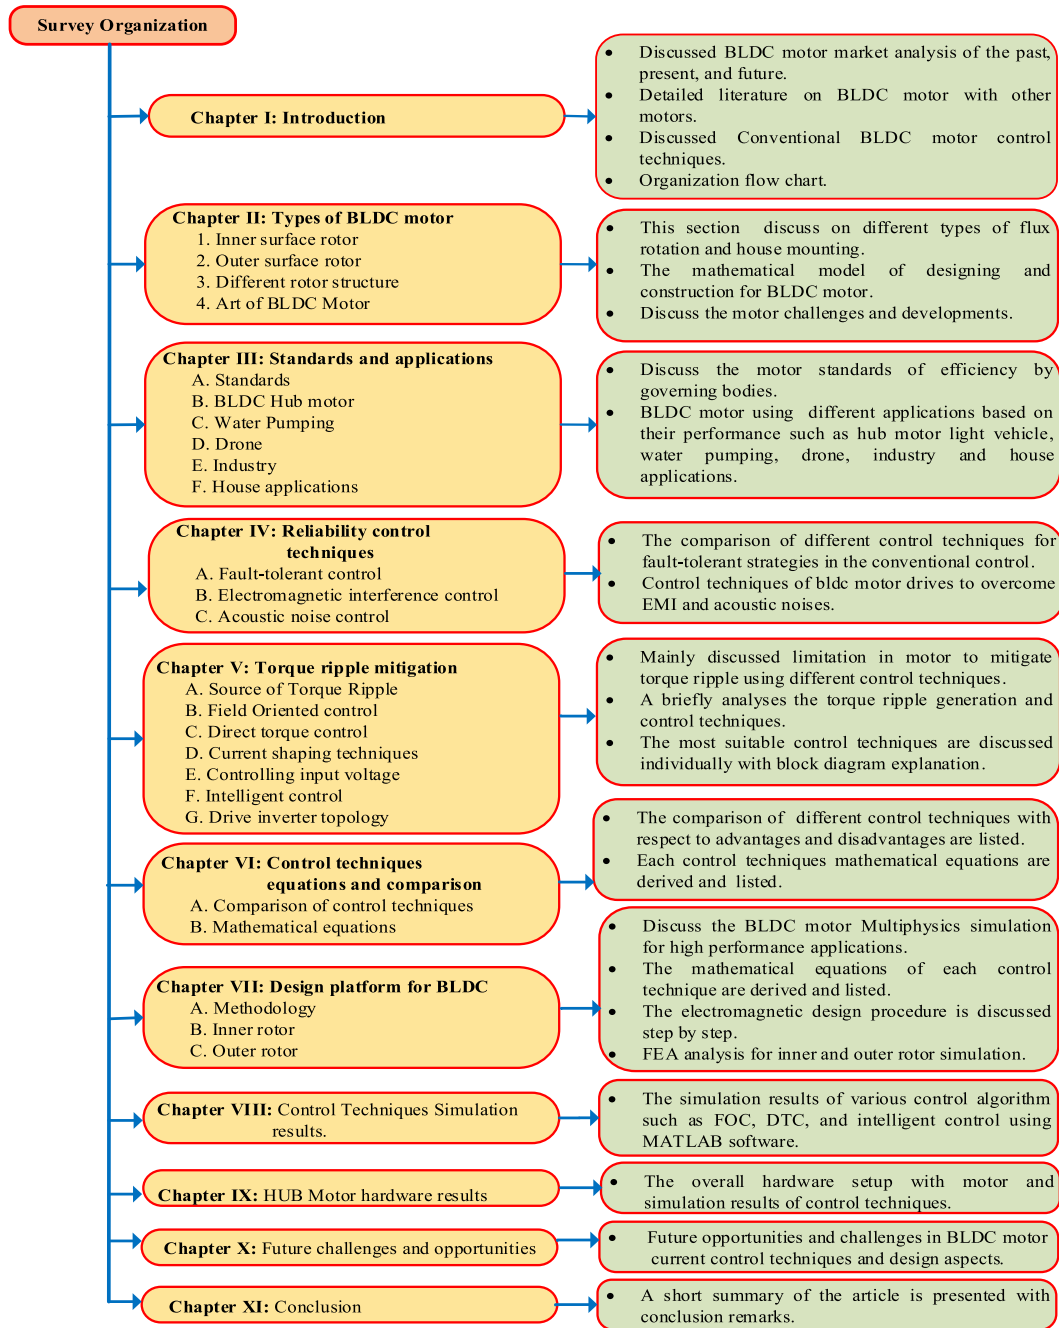 Survey Organization
Chapter I: Introduction
• Discussed BLDC motor market analysis of the past,
present, and future.
• Detailed literature on BLDC motor with other
motors.
• Discussed Conventional BLDC motor control
techniques.
• Organization flow chart.
Chapter II: Types of BLDC motor
1. Inner surface rotor
2. Outer surface rotor
3. Different rotor structure
4. Art of BLDC Motor
• This section discuss on different types of flux
rotation and house mounting.
• The mathematical model of designing and
construction for BLDC motor.
• Discuss the motor challenges and developments.
Chapter III: Standards and applications
A. Standards
B. BLDC Hub motor
C. Water Pumping
D. Drone
E. Industry
F. House applications
• Discuss the motor standards of efficiency by
governing bodies.
• BLDC motor using different applications based on
their performance such as hub motor light vehicle,
water pumping, drone, industry and house
applications.
Chapter IV: Reliability control
techniques
A. Fault-tolerant control
B. Electromagnetic interference control
C. Acoustic noise control
• The comparison of different control techniques for
fault-tolerant strategies in the conventional control.
• Control techniques of bldc motor drives to overcome
EMI and acoustic noises.
Chapter V: Torque ripple mitigation
A. Source of Torque Ripple
B. Field Oriented control
C. Direct torque control
D. Current shaping techniques
E. Controlling input voltage
F. Intelligent control
G. Drive inverter topology
• Mainly discussed limitation in motor to mitigate
torque ripple using different control techniques.
• A briefly analyses the torque ripple generation and
control techniques.
• The most suitable control techniques are discussed
individually with block diagram explanation.
Chapter VI: Control techniques
equations and comparison
A. Comparison of control techniques
B. Mathematical equations
• The comparison of different control techniques with
respect to advantages and disadvantages are listed.
• Each control techniques mathematical equations are
derived and listed.
Chapter VII: Design platform for BLDC
A. Methodology
B. Inner rotor
C. Outer rotor
• Discuss the BLDC motor Multiphysics simulation
for high performance applications.
• The mathematical equations of each control
technique are derived and listed.
• The electromagnetic design procedure is discussed
step by step.
• FEA analysis for inner and outer rotor simulation.
Chapter VIII: Control Techniques Simulation
results.
• The simulation results of various control algorithm
such as FOC, DTC, and intelligent control using
MATLAB software.
Chapter IX: HUB Motor hardware results
• The overall hardware setup with motor and
simulation results of control techniques.
Chapter X: Future challenges and opportunities
• Future opportunities and challenges in BLDC motor
current control techniques and design aspects.
Chapter XI: Conclusion
• A short summary of the article is presented with
conclusion remarks.